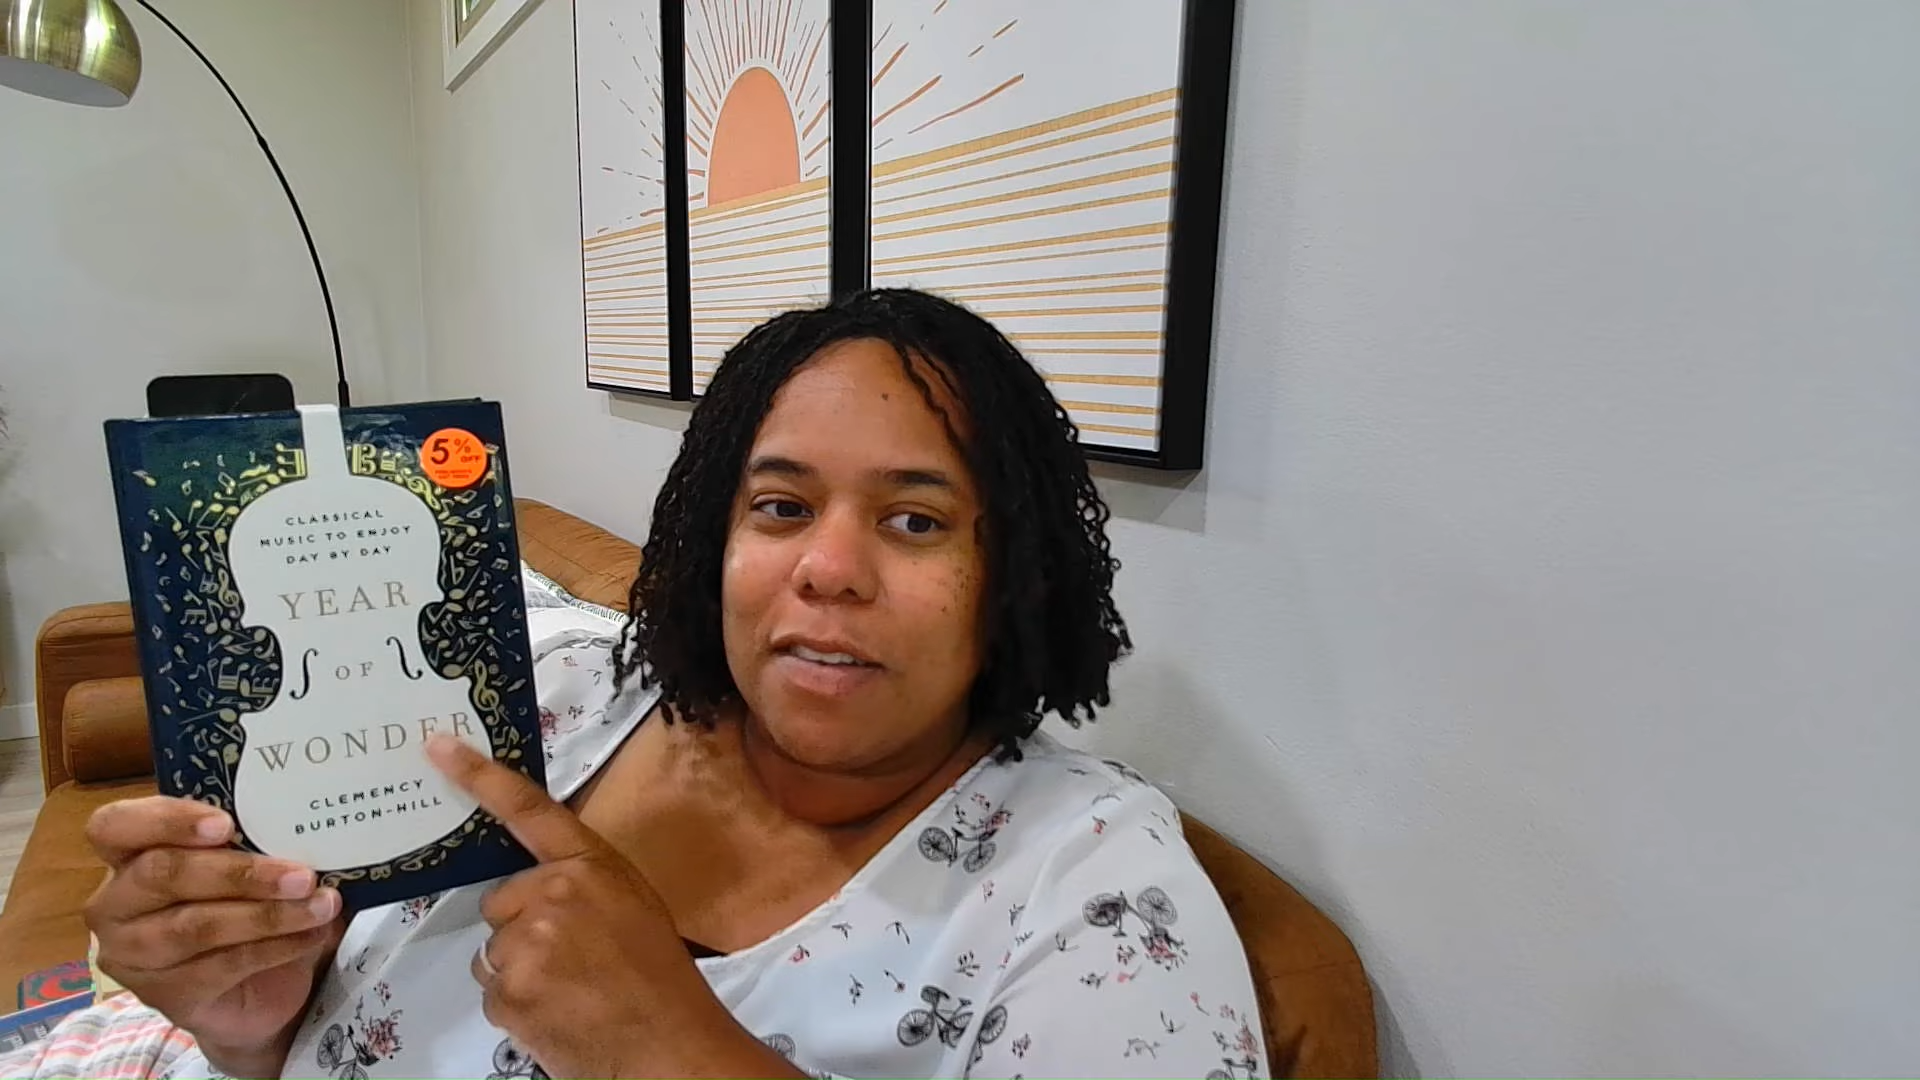 5% OFF
CLASSICAL
MUSIC TO ENJOY
DAY BY DAY
YEAR
OF
WONDER
CLEMENCY
BURTON-HILL